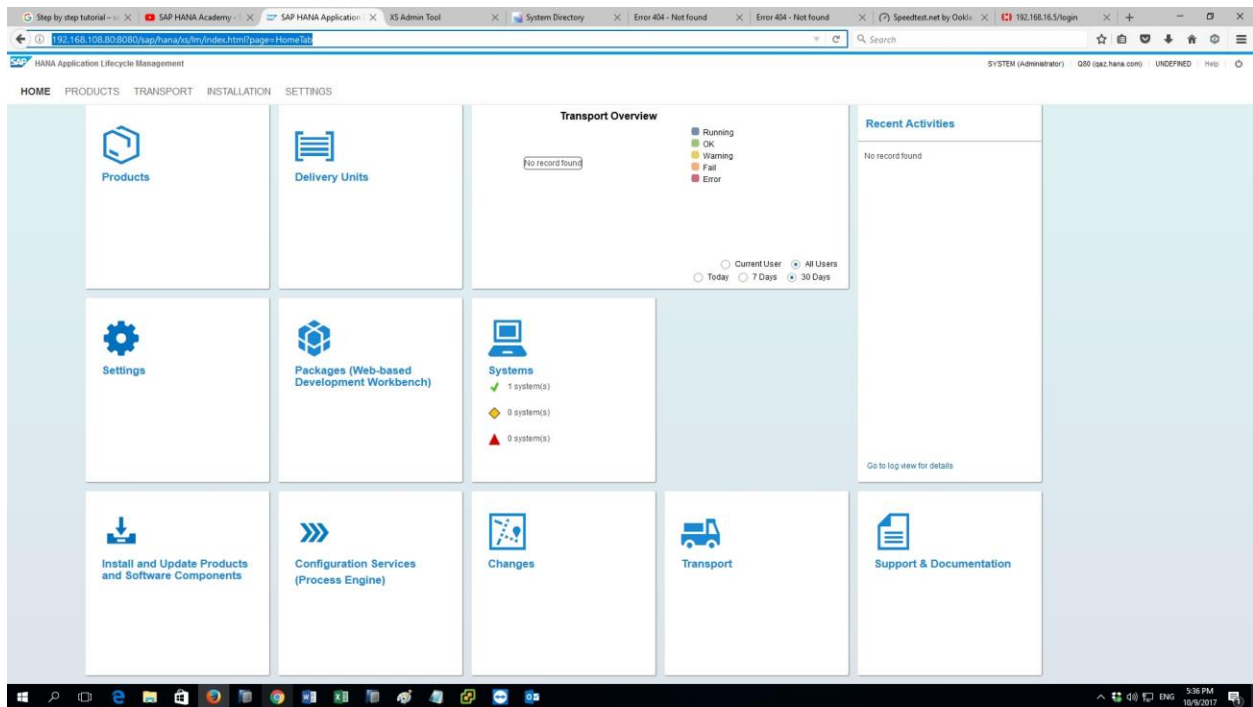 Step by step tutorial – s
SAP HANA Academy -
SAP HANA Application
XS Admin Tool
System Directory
Error 404 - Not found
Error 404 - Not found
Speedtest.net by Ookla -
192.168.16.5/login
192.168.108.80:8080/sap/hana/xs/lm/index.html?page=HomeTab
Search
SAP HANA Application Lifecycle Management
SYSTEM (Administrator) Q80 (qaz.hana.com) UNDEFINED Help
HOME PRODUCTS TRANSPORT INSTALLATION SETTINGS
Products
Delivery Units
Transport Overview
No record found
Running
OK
Warning
Fail
Error
Current User All Users
Today 7 Days 30 Days
Recent Activities
No record found
Go to log view for details
Settings
Packages (Web-based
Development Workbench)
Systems
1 system(s)
0 system(s)
0 system(s)
Install and Update Products
and Software Components
Configuration Services
(Process Engine)
Changes
Transport
Support & Documentation
ENG
5:36 PM
10/9/2017